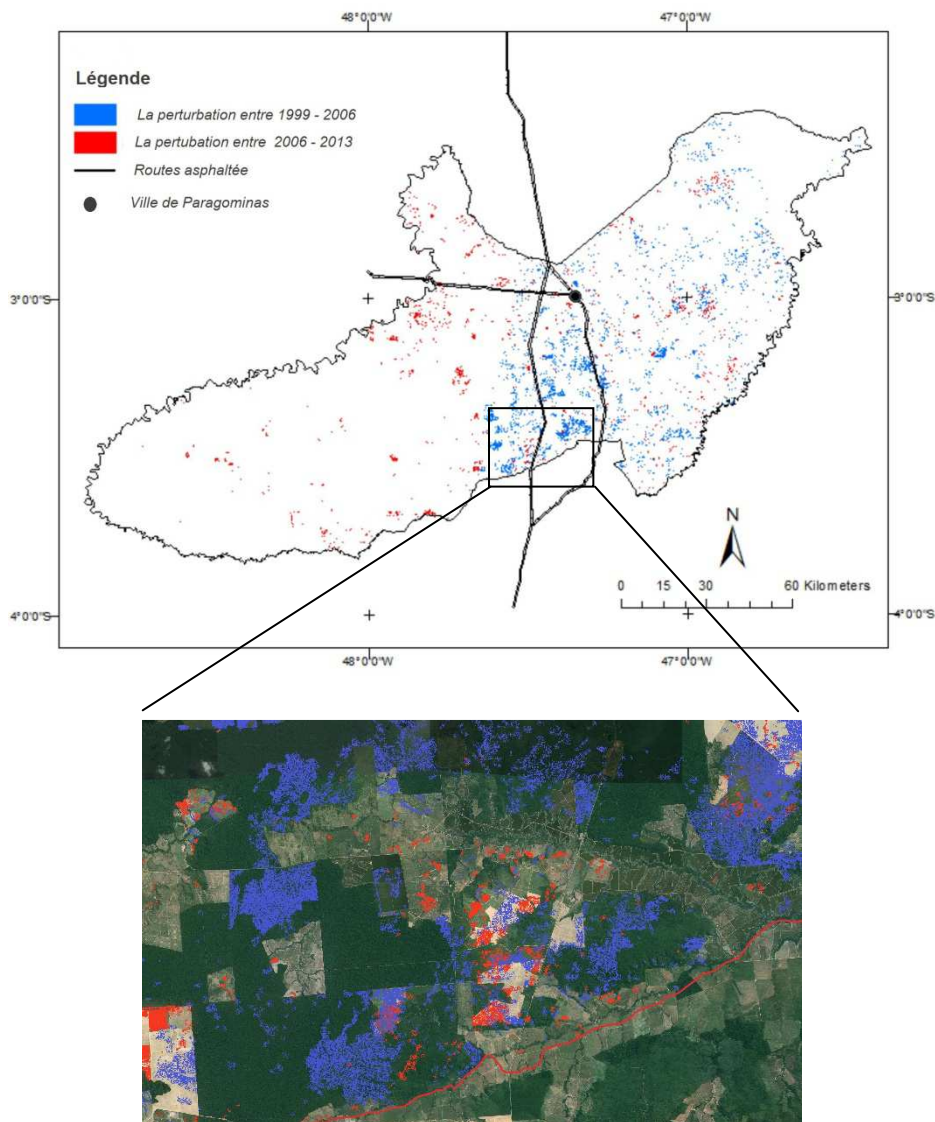 48°0'0"W 47°0'0"W
Légende
La perturbation entre 1999 - 2006
La pertubation entre 2006 - 2013
Routes asphaltée
Ville de Paragominas
3°0'0"S 3°0'0"S
N
0 15 30 60 Kilometers
4°0'0"S 4°0'0"S
48°0'0"W 47°0'0"W